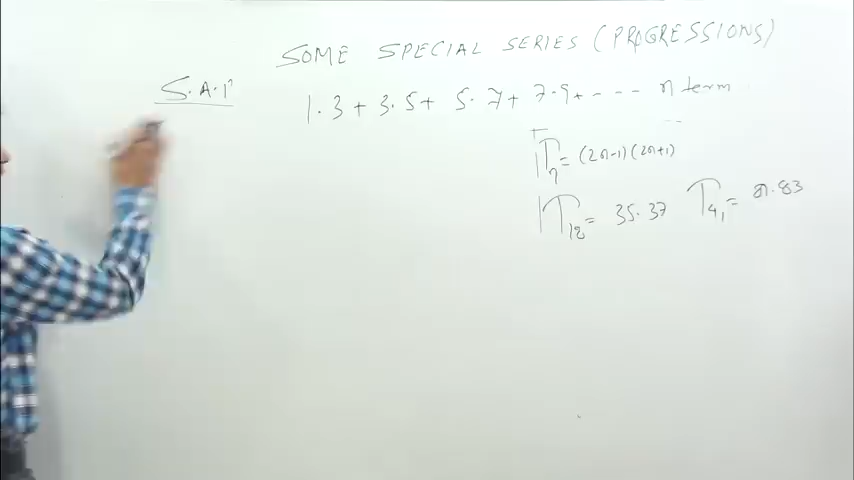 SOME SPECIAL SERIES (PROGRESSIONS)
S.A.P
1.3 + 3.5 + 5.7 + 7.9 + ---- n term
Tn = (2n-1)(2n+1)
T18 = 35.37 T41 = 81.83